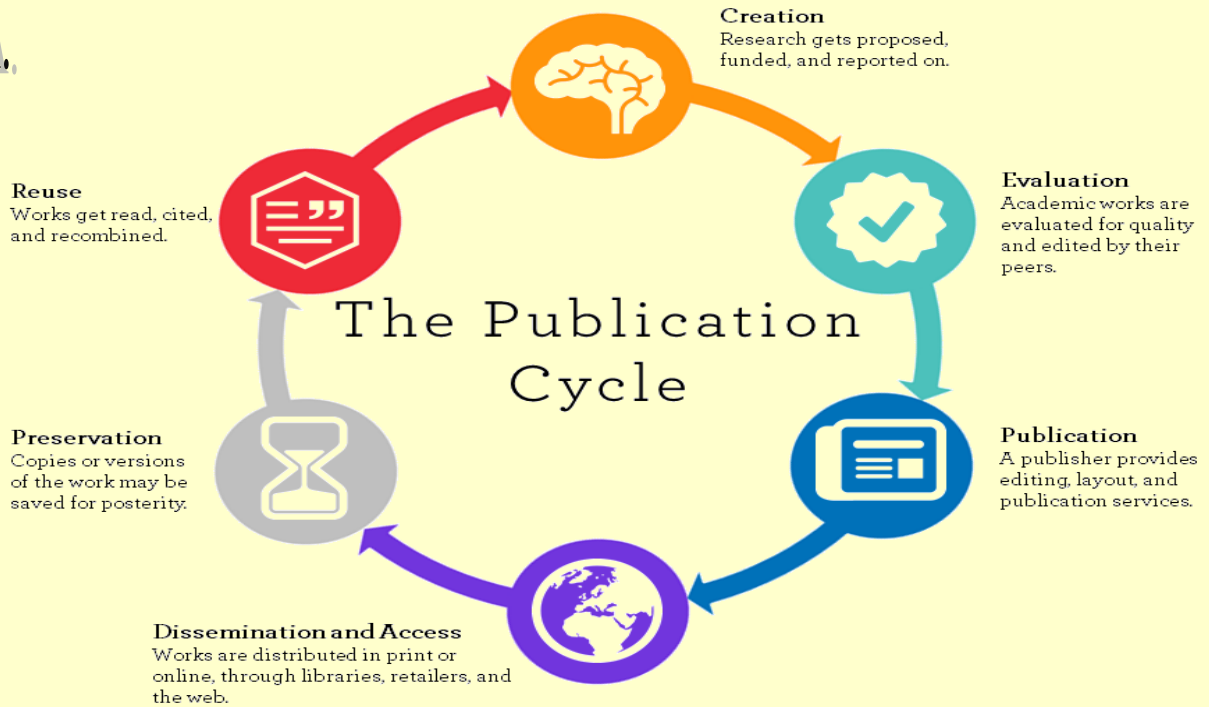 Creation
Research gets proposed,
funded, and reported on.
Evaluation
Academic works are
evaluated for quality
and edited by their
peers.
Publication
A publisher provides
editing, layout, and
publication services.
Dissemination and Access
Works are distributed in print or
online, through libraries, retailers, and
the web.
Preservation
Copies or versions
of the work may be
saved for posterity.
Reuse
Works get read, cited,
and recombined.
The Publication
Cycle